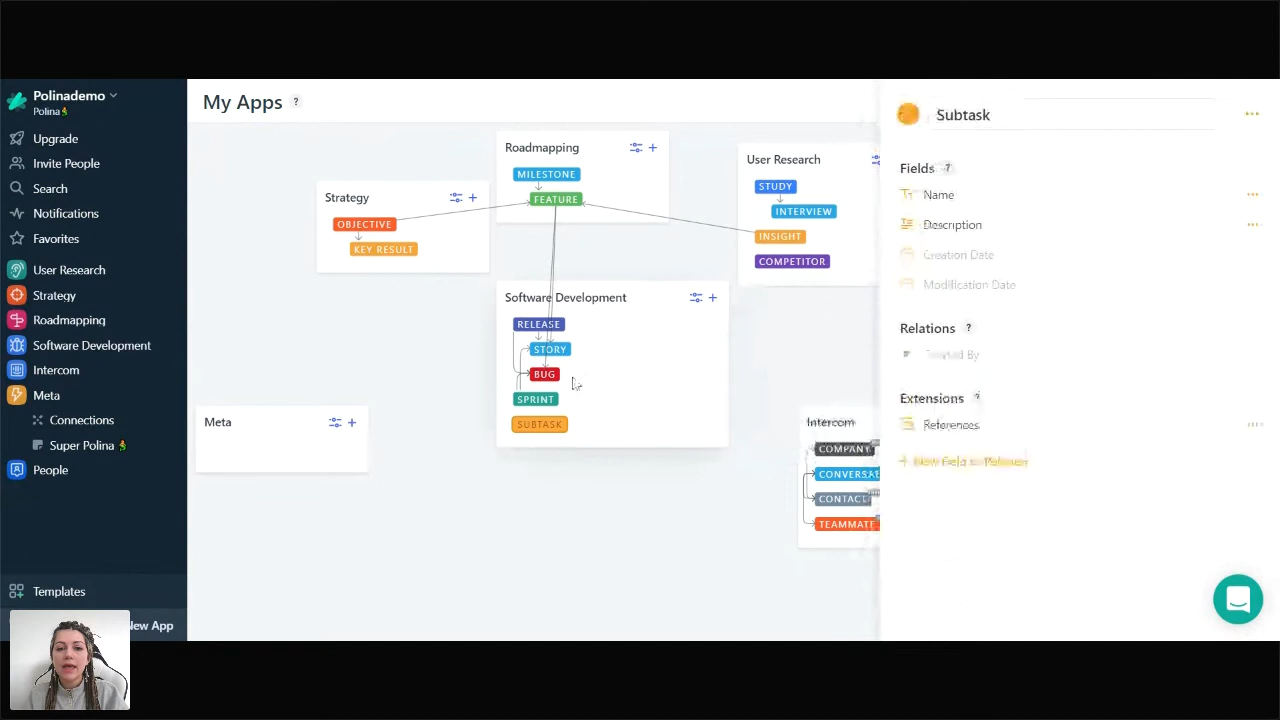 Polinademo
Polina
Upgrade
Invite People
Search
Notifications
Favorites
User Research
Strategy
Roadmapping
Software Development
Intercom
Meta
Connections
Super Polina
People
Templates
New App
My Apps ?
Strategy
OBJECTIVE
KEY RESULT
Roadmapping
MILESTONE
FEATURE
User Research
STUDY
INTERVIEW
INSIGHT
COMPETITOR
Software Development
RELEASE
STORY
BUG
SPRINT
SUBTASK
Meta
Intercom
COMPANY
CONVERSA
CONTACT
TEAMMATE
Subtask
Fields ?
Name
Description
Creation Date
Modification Date
Relations ?
Created By
Extensions ?
References